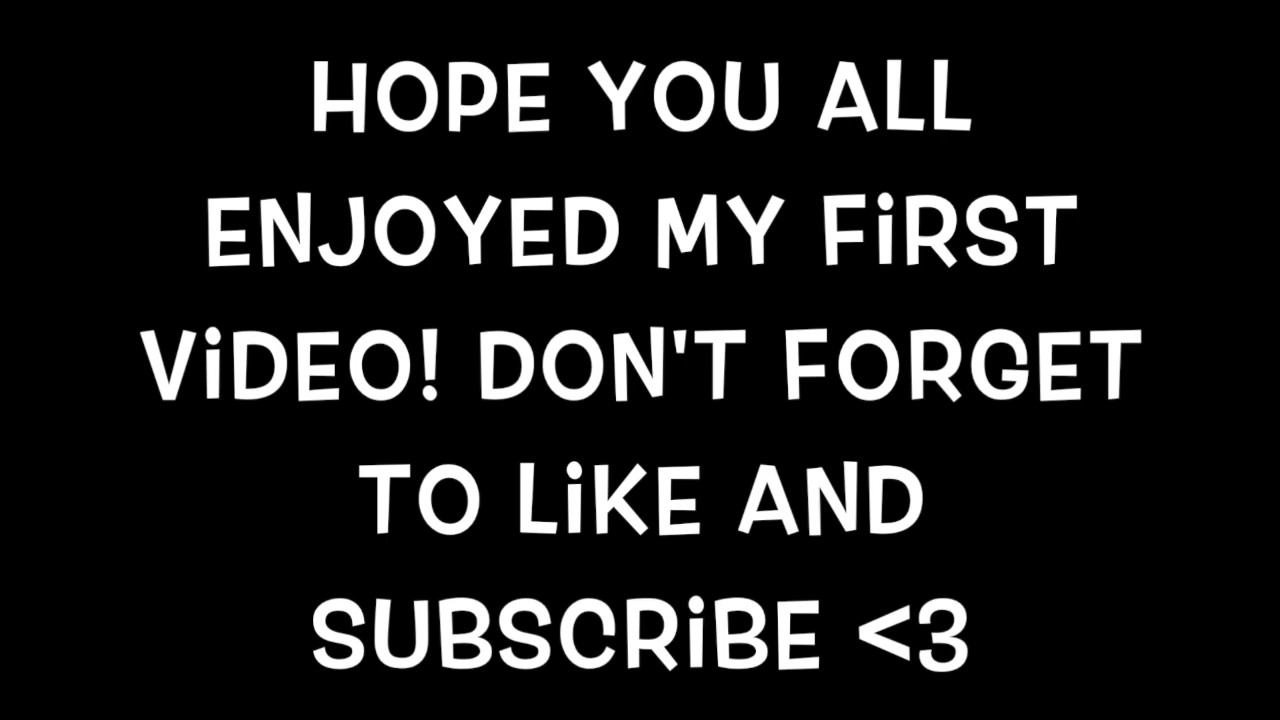 HOPE YOU ALL
ENJOYED MY FiRST
ViDEO! DON'T FORGET
TO LiKE AND
SUBSCRiBE <3